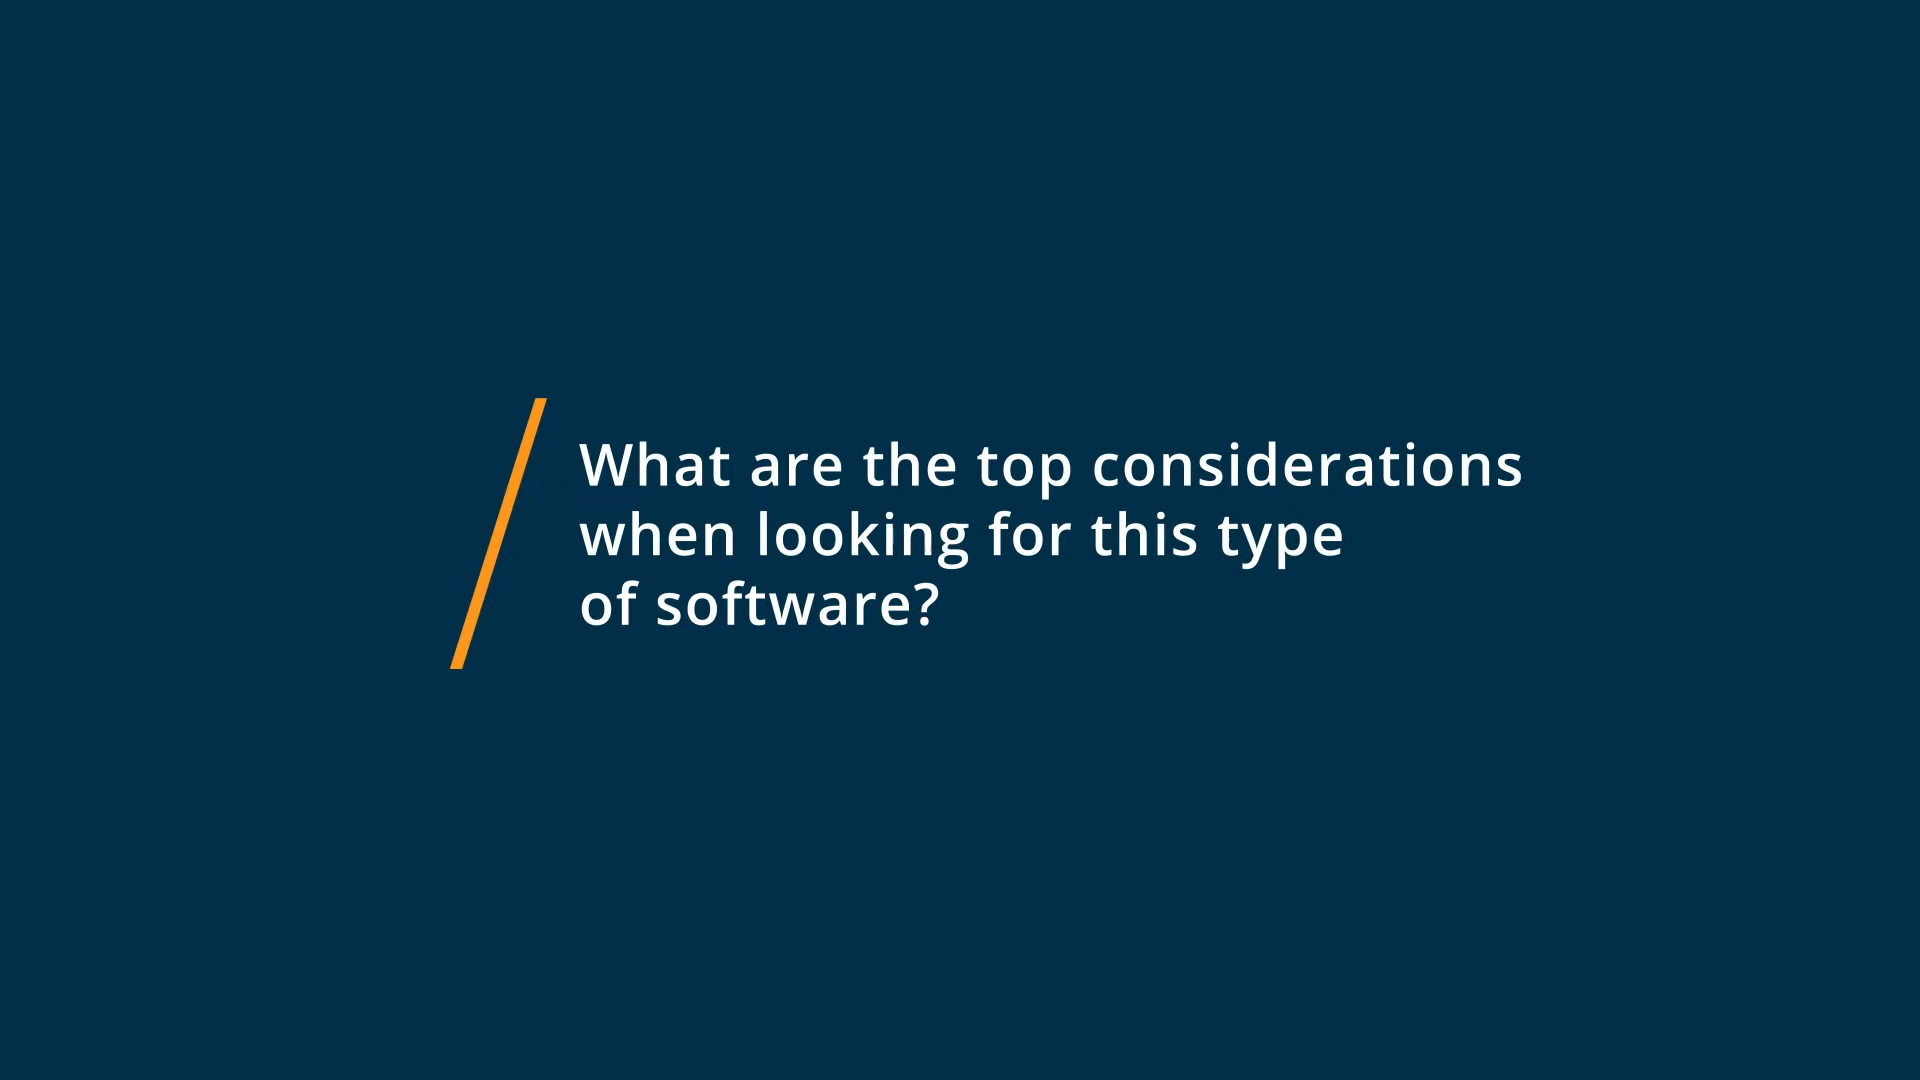 What are the top considerations
when looking for this type
of software?